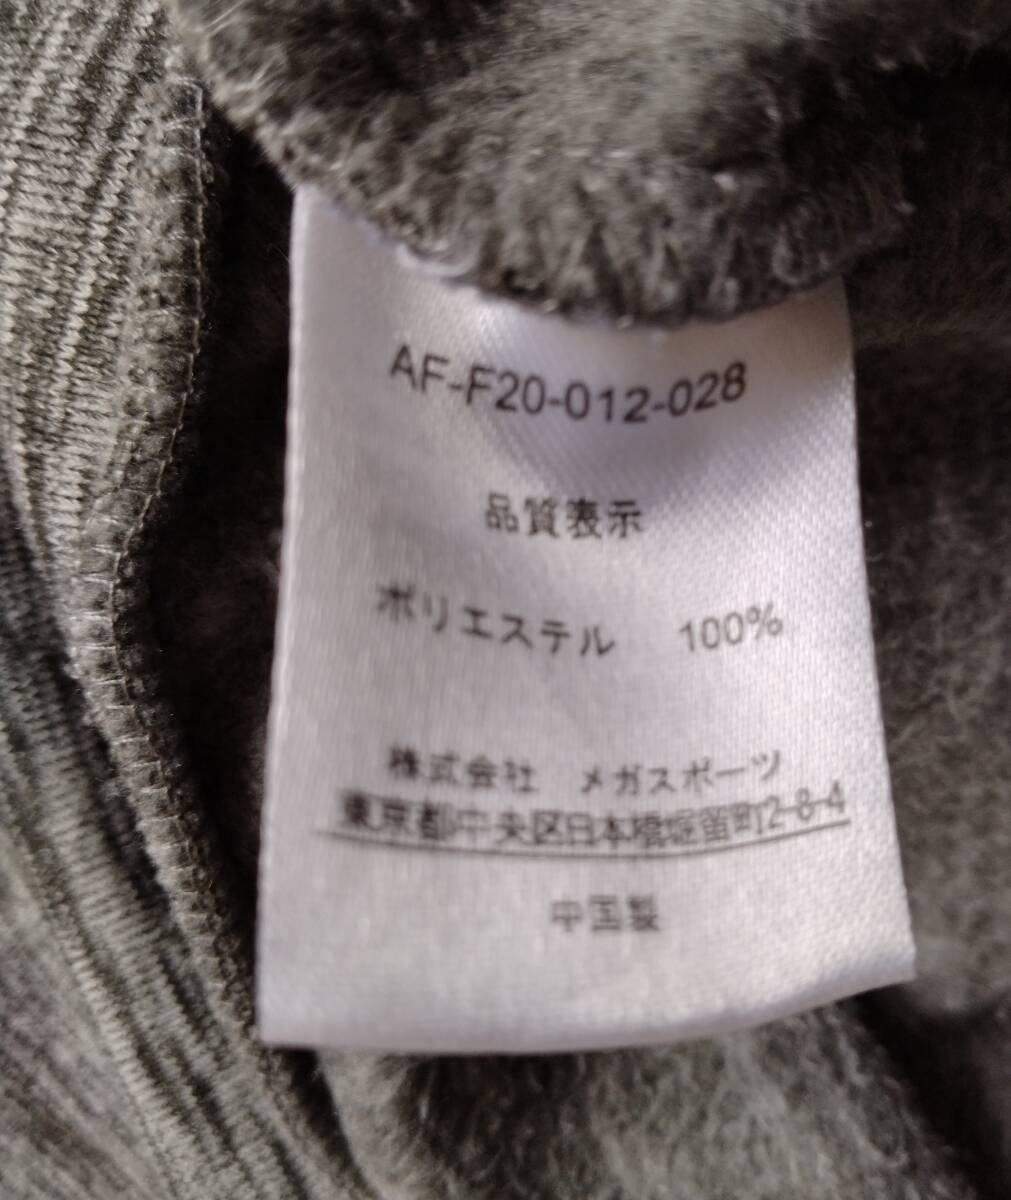 AF-F20-012-028
品質表示
ポリエステル 100%
株式会社 メガスポーツ
東京都中央区日本橋堀留町2-8-4
中国製